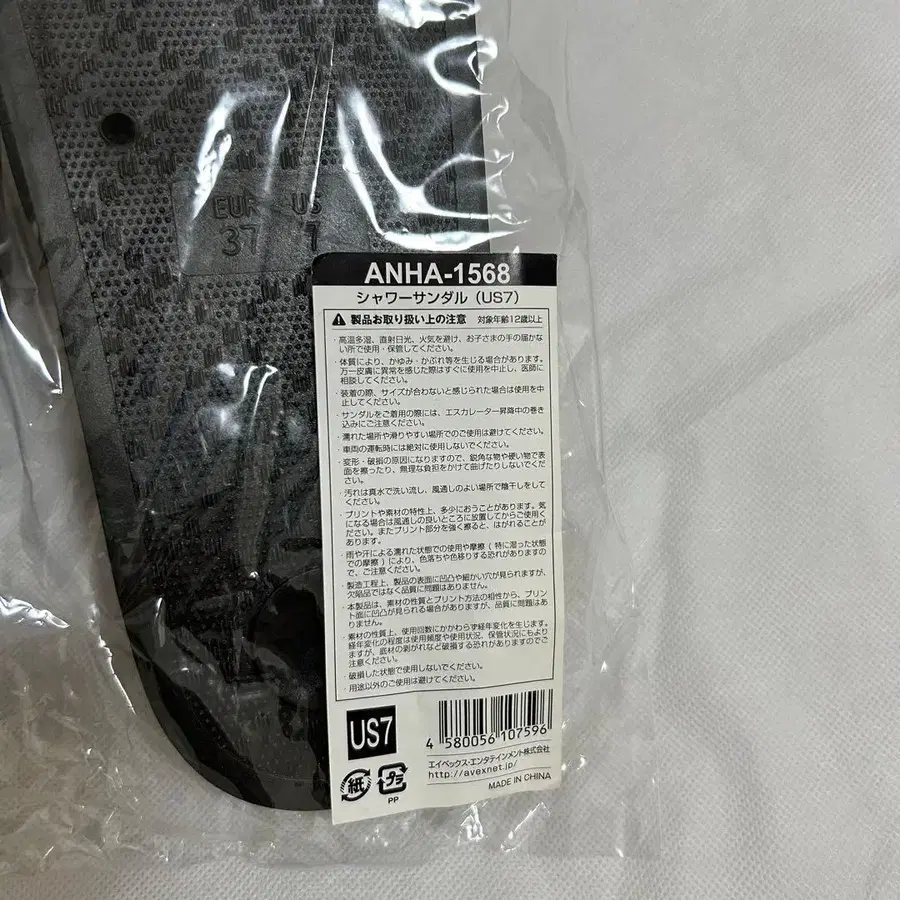 EUR US
37 7
ANHA-1568
シャワーサンダル（US7）
製品お取り扱い上の注意 対象年齢12歳以上
・高温多湿、直射日光、火気を避け、お子さまの手の届かな
い所で使用・保管してください。
・体質により、かゆみ・かぶれ等を生じる場合があります。
万一皮膚に異常を感じた際はすぐに使用を中止し、医師に
相談してください。
・装着の際、サイズが合わないと感じられた場合は使用を中
止してください。
・サンダルをご着用の際には、エスカレーター昇降中の巻き
込みにご注意ください。
・濡れた場所や滑りやすい場所でのご使用は避けてください。
・車両の運転時には絶対に使用しないでください。
・変形・破損の原因になりますので、鋭角な物や硬い物で表
面を擦ったり、無理な負担をかけて曲げたりしないでくだ
さい。
・汚れは真水で洗い流し、風通しのよい場所で陰干しをして
ください。
・プリントや素材の特性上、多少におうことがあります。気
になる場合は風通しの良いところに放置してからご使用く
ださい。またプリント部分を強く擦ると、はがれることが
あります。
・雨や汗による濡れた状態での使用や摩擦（特に湿った状態
での摩擦）により、色落ちや色移りする恐れがありますの
で、ご注意ください。
・製造工程上、製品の表面に凹凸や細かい穴が見られますが、
欠陥品ではなく品質に問題はありません。
・本製品は、素材の性質とプリント方法の相性から、プリン
ト面に凹凸が見られる場合がありますが、品質に問題はあ
りません。
・素材の性質上、使用回数にかかわらず経年変化を生じます。
経年変化の程度は使用頻度や使用状況、保管状況にもより
ますが、底材の剥がれなど破損する恐れがありますのでご
注意ください。
・破損した状態で使用しないでください。
・用途以外のご使用は避けてください。
US7
4 580056 107596
エイベックス・エンタテインメント株式会社
http://avexnet.jp/
MADE IN CHINA
紙 プラ
PP